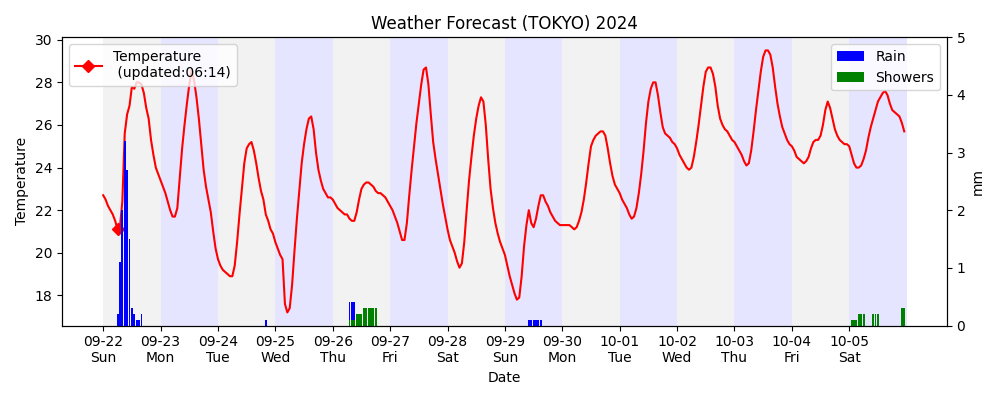 Weather Forecast (TOKYO) 2024
Temperature
(updated:06:14)
Rain
Showers
Temperature
30
28
26
24
22
20
18
5
4
3
2
1
0
mm
09-22 09-23 09-24 09-25 09-26 09-27 09-28 09-29 09-30 10-01 10-02 10-03 10-04 10-05
Sun Mon Tue Wed Thu Fri Sat Sun Mon Tue Wed Thu Fri Sat
Date